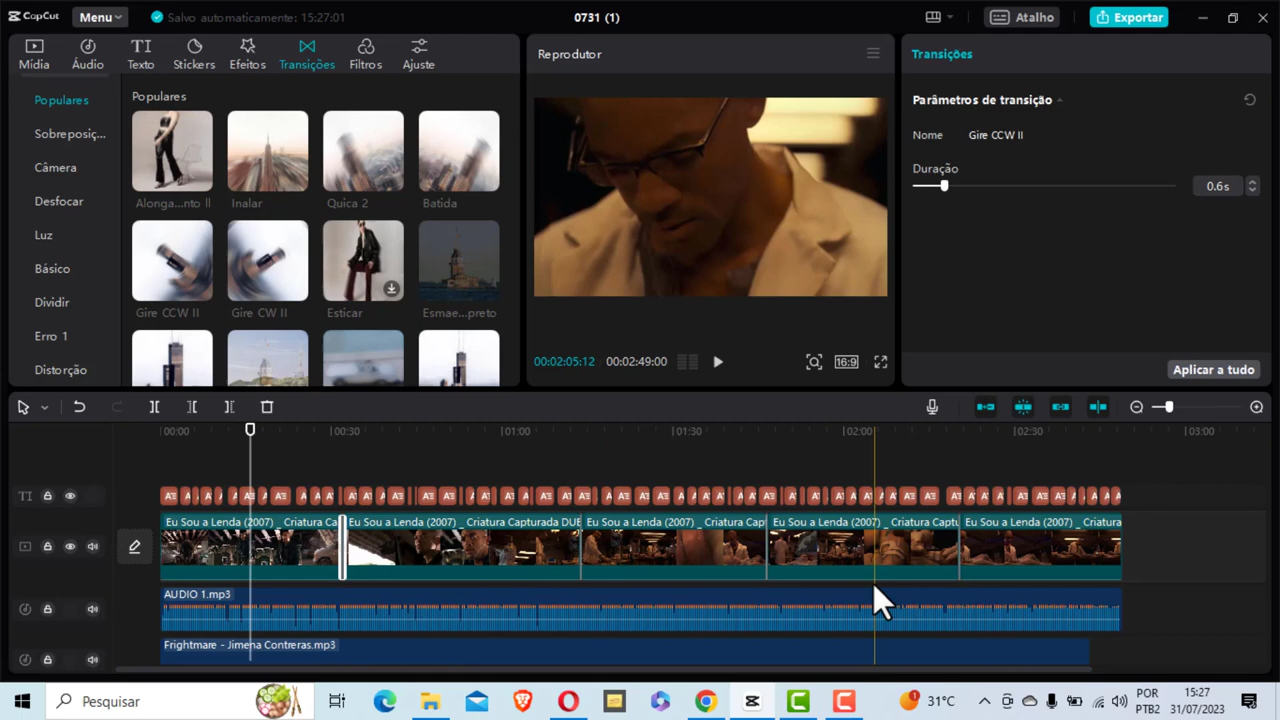 CapCut
Menu
Salvo automaticamente: 15:27:01
0731 (1)
Atalho
Exportar
Mídia
Áudio
Texto
Stickers
Efeitos
Transições
Filtros
Ajuste
Populares
Sobreposiç...
Câmera
Desfocar
Luz
Básico
Dividir
Erro 1
Distorção
Populares
Alonga...nto II
Inalar
Quica 2
Batida
Gire CCW II
Gire CW II
Esticar
Esmae...preto
Reprodutor
00:02:05:12
00:02:49:00
16:9
Transições
Parâmetros de transição
Nome
Gire CCW II
Duração
0.6s
Aplicar a tudo
00:00
00:30
01:00
01:30
02:00
02:30
03:00
Eu Sou a Lenda (2007) _ Criatura Ca
Eu Sou a Lenda (2007) _ Criatura Capturada DUE
Eu Sou a Lenda (2007) _ Criatura Cap
Eu Sou a Lenda (2007) _ Criatura Captu
Eu Sou a Lenda (2007) _ Criatura
AUDIO 1.mp3
Frightmare - Jimena Contreras.mp3
Pesquisar
31°C
POR
PTB2
15:27
31/07/2023